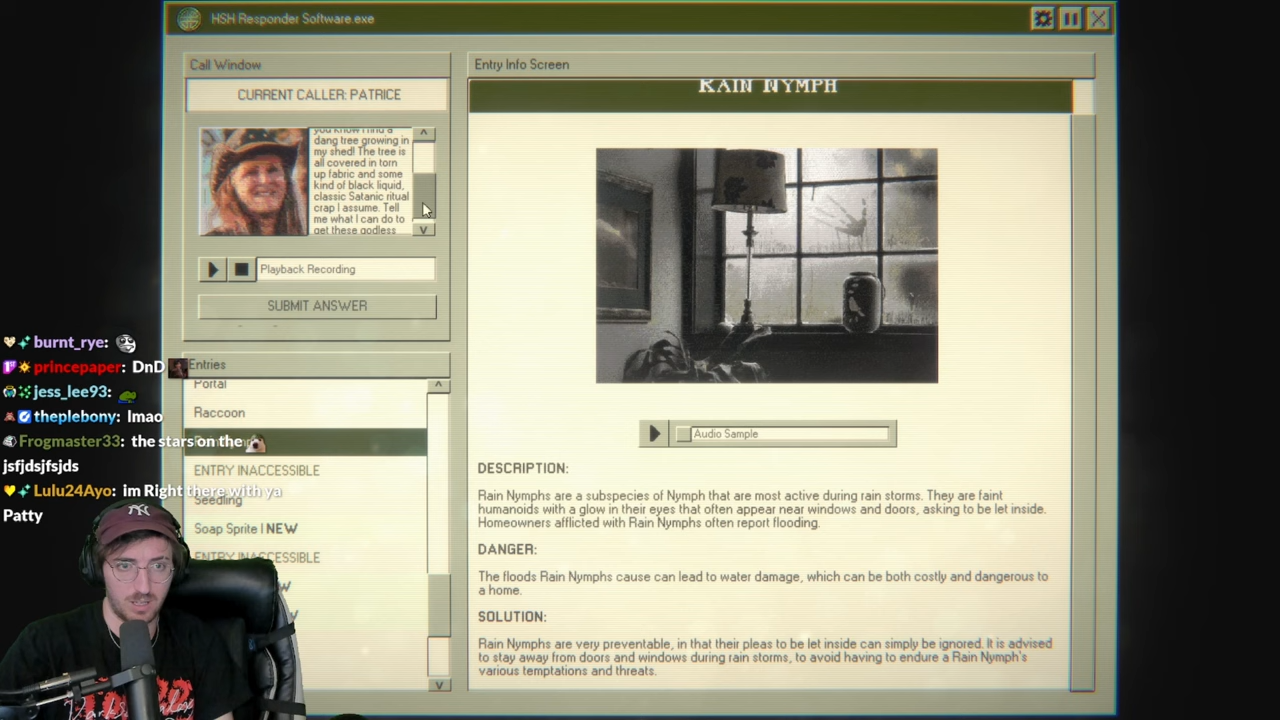 HSH Responder Software.exe
Call Window
CURRENT CALLER: PATRICE
you know I find a
dang tree growing in
my shed! The tree is
all covered in torn
up fabric and some
kind of black liquid,
classic Satanic ritual
crap I assume. Tell
me what I can do to
get these godless
Playback Recording
SUBMIT ANSWER
Entries
Portal
Raccoon
ENTRY INACCESSIBLE
Seedling
Soap Sprite | NEW
ENTRY INACCESSIBLE
Entry Info Screen
RAIN NYMPH
Audio Sample
DESCRIPTION:
Rain Nymphs are a subspecies of Nymph that are most active during rain storms. They are faint
humanoids with a glow in their eyes that often appear near windows and doors, asking to be let inside.
Homeowners afflicted with Rain Nymphs often report flooding.
DANGER:
The floods Rain Nymphs cause can lead to water damage, which can be both costly and dangerous to
a home.
SOLUTION:
Rain Nymphs are very preventable, in that their pleas to be let inside can simply be ignored. It is advised
to stay away from doors and windows during rain storms, to avoid having to endure a Rain Nymph's
various temptations and threats.
burnt_rye:
princepaper: DnD
jess_lee93:
theplebony: lmao
Frogmaster33: the stars on the
jsfjdsjfsjds
Lulu24Ayo: im Right there with ya
Patty